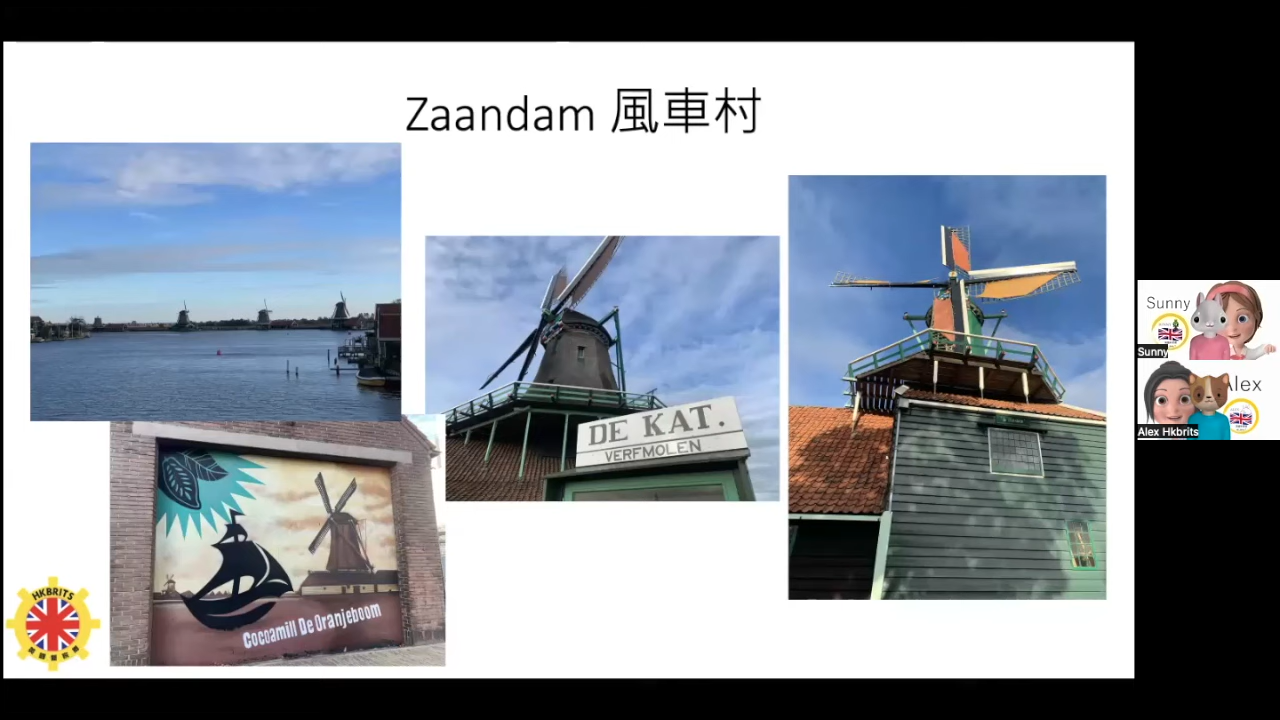 Zaandam 風車村
DE KAT.
VERFMOLEN
Cocoamill De Oranjeboom
HKBRITS
Sunny
Sunny
Alex
Alex Hkbrits